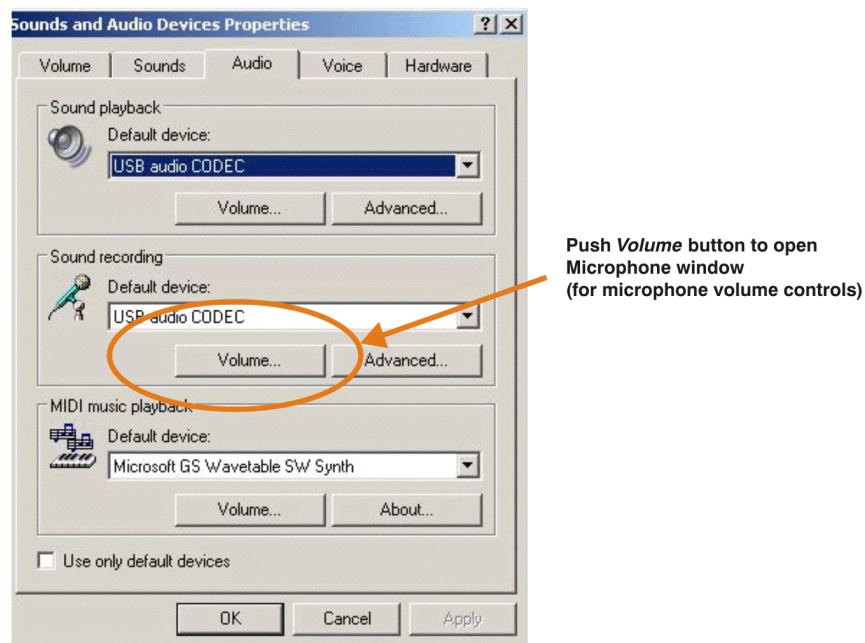 Sounds and Audio Devices Properties
Volume Sounds Audio Voice Hardware
Sound playback
Default device:
USB audio CODEC
Volume... Advanced...
Sound recording
Default device:
USB audio CODEC
Volume... Advanced...
MIDI music playback
Default device:
Microsoft GS Wavetable SW Synth
Volume... About...
Use only default devices
OK Cancel Apply
Push Volume button to open
Microphone window
(for microphone volume controls)